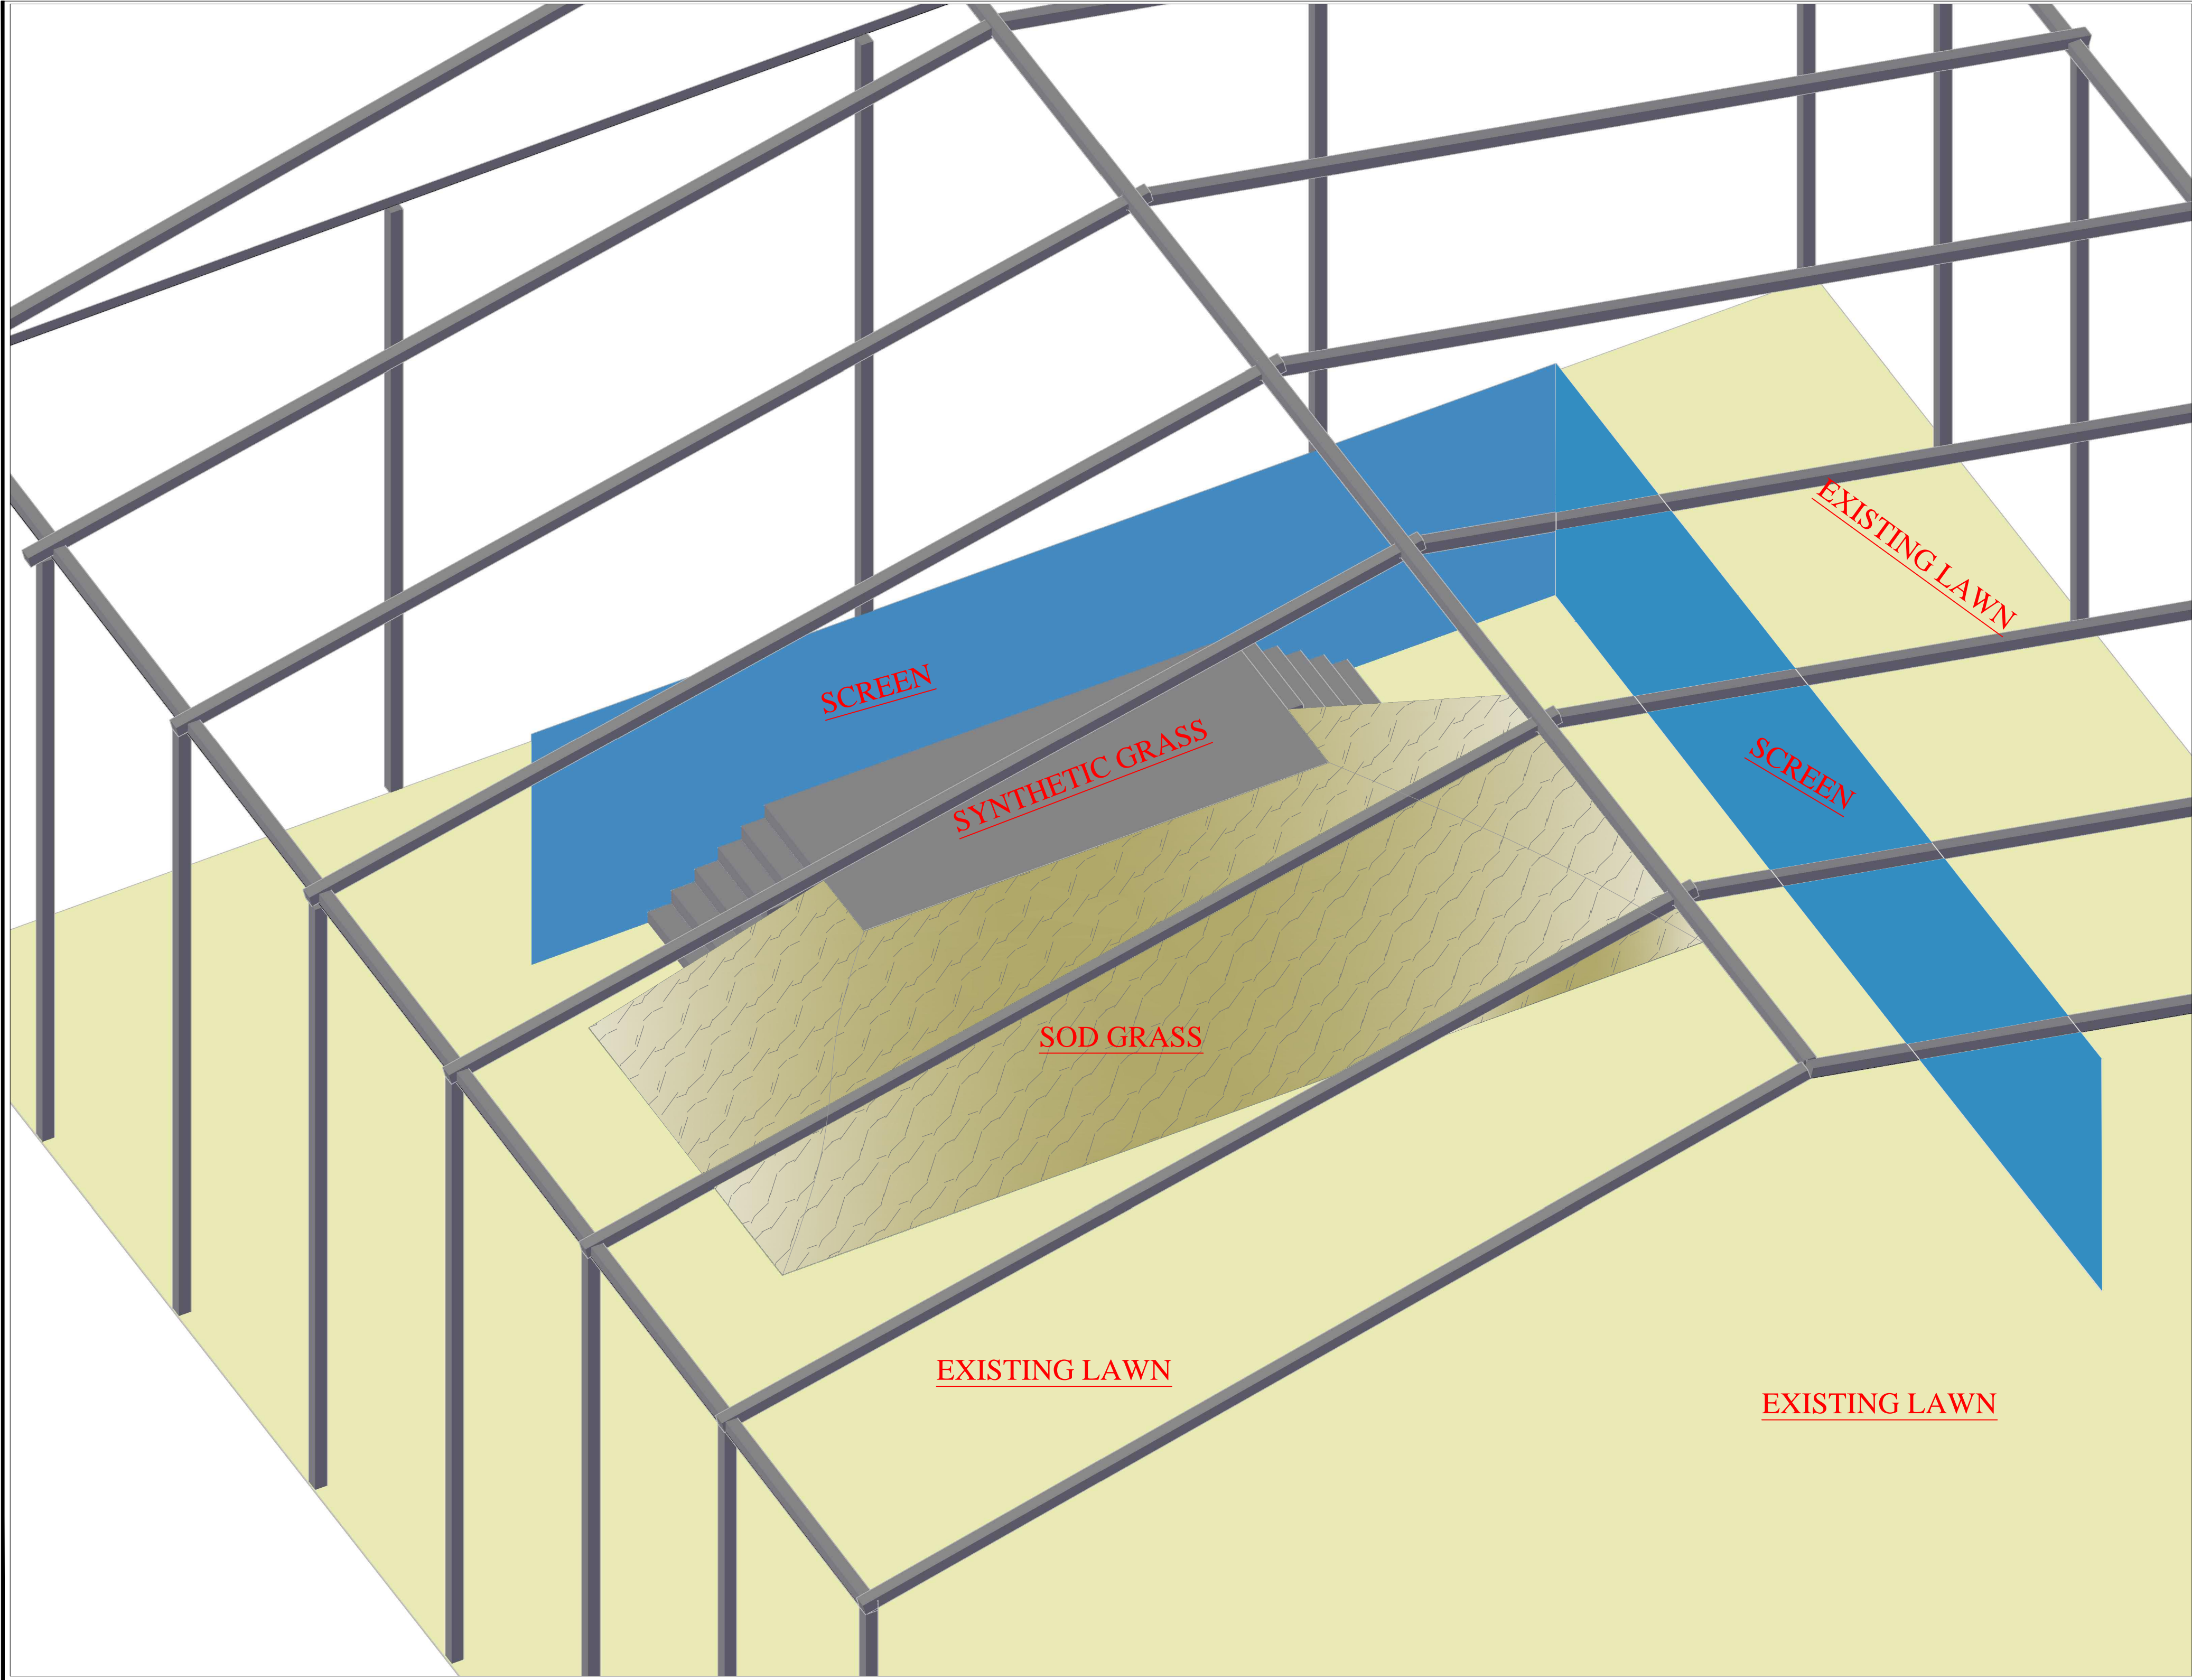 EXISTING LAWN
SCREEN
SYNTHETIC GRASS
SCREEN
SOD GRASS
EXISTING LAWN
EXISTING LAWN